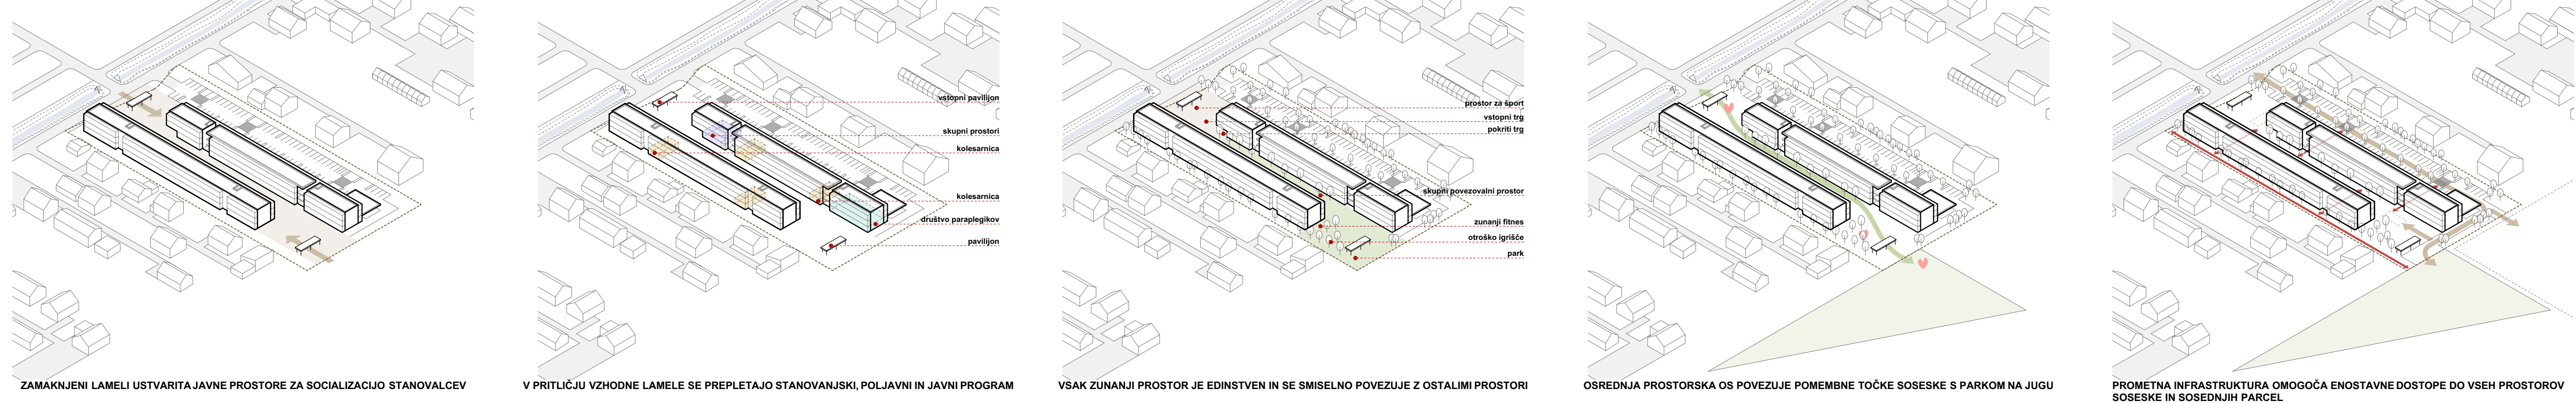 vstopni paviljon
skupni prostori
kolesarnica
kolesarnica
društvo paraplegikov
paviljon
prostor za šport
vstopni trg
pokriti trg
skupni povezovalni prostor
zunanji fitnes
otroško igrišče
park
ZAMAKNJENI LAMELI USTVARITA JAVNE PROSTORE ZA SOCIALIZACIJO STANOVALCEV
V PRITLIČJU VZHODNE LAMELE SE PREPLETAJO STANOVANJSKI, POLJAVNI IN JAVNI PROGRAM
VSAK ZUNANJI PROSTOR JE EDINSTVEN IN SE SMISELNO POVEZUJE Z OSTALIMI PROSTORI
OSREDNJA PROSTORSKA OS POVEZUJE POMEMBNE TOČKE SOSESKE S PARKOM NA JUGU
PROMETNA INFRASTRUKTURA OMOGOČA ENOSTAVNE DOSTOPE DO VSEH PROSTOROV
SOSESKE IN SOSEDNJIH PARCEL